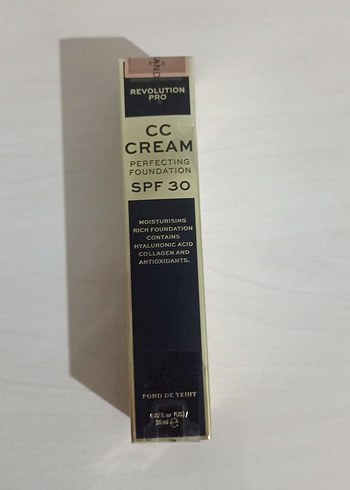 AND
REVOLUTION
PRO
CC
CREAM
PERFECTING
FOUNDATION
SPF 30
MOISTURISING
RICH FOUNDATION
CONTAINS
HYALURONIC ACID
COLLAGEN AND
ANTIOXIDANTS.
FOND DE TEINT